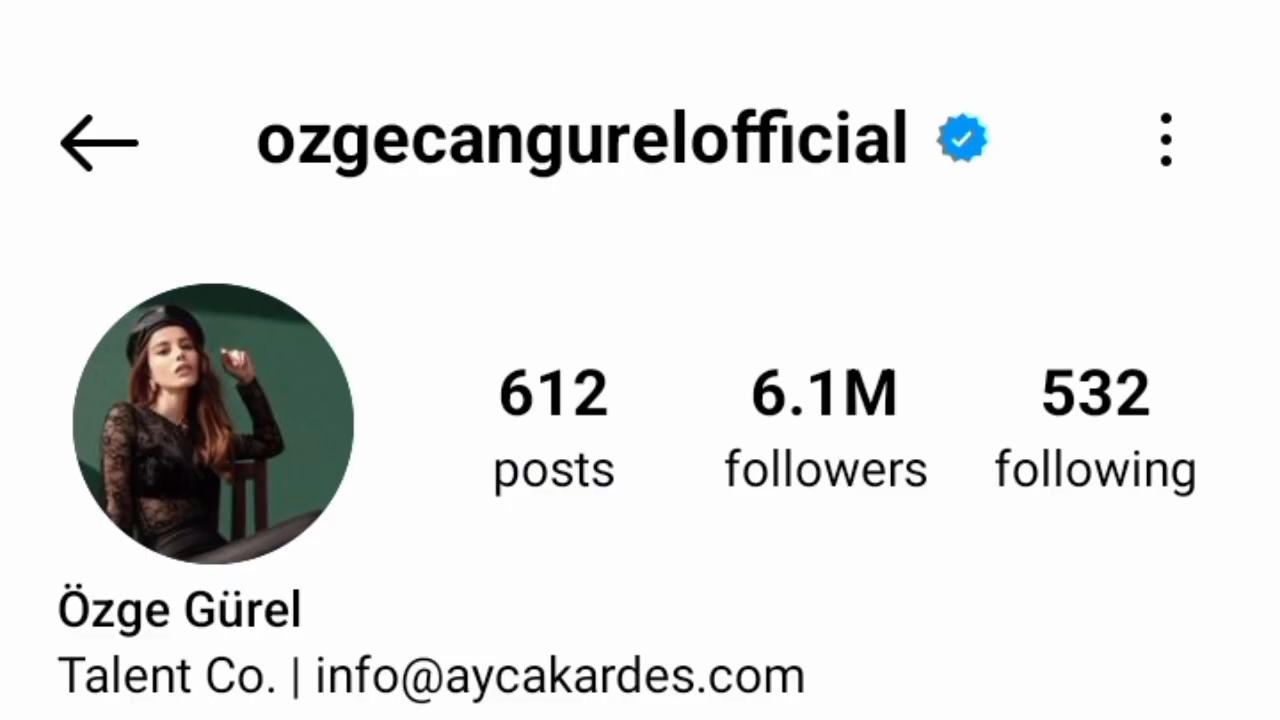 ozgecangurelofficial
612 6.1M 532
posts followers following
Özge Gürel
Talent Co. | info@aycakardes.com